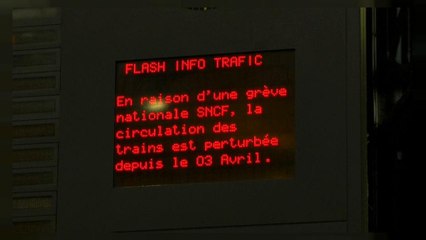 FLASH INFO TRAFIC
En raison d'une grève
nationale SNCF, la
circulation des
trains est perturbée
depuis le 03 Avril.